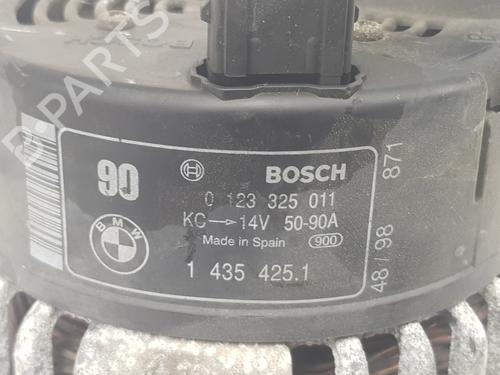 90
BOSCH
0 123 325 011
KC→14V 50-90A
Made in Spain 900
1 435 425.1
BMW
48/98 871
B-PARTS